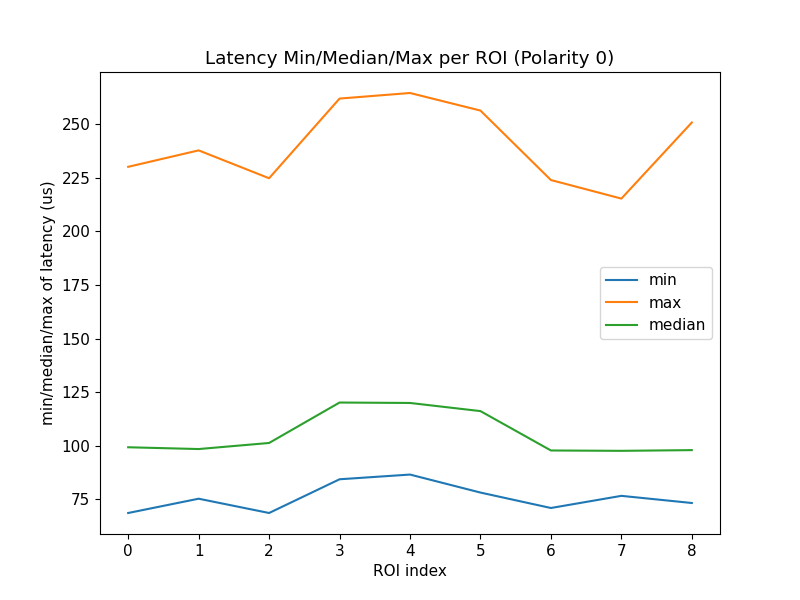 Latency Min/Median/Max per ROI (Polarity 0)
min/median/max of latency (us)
250
225
200
175
150
125
100
75
min
max
median
0 1 2 3 4 5 6 7 8
ROI index